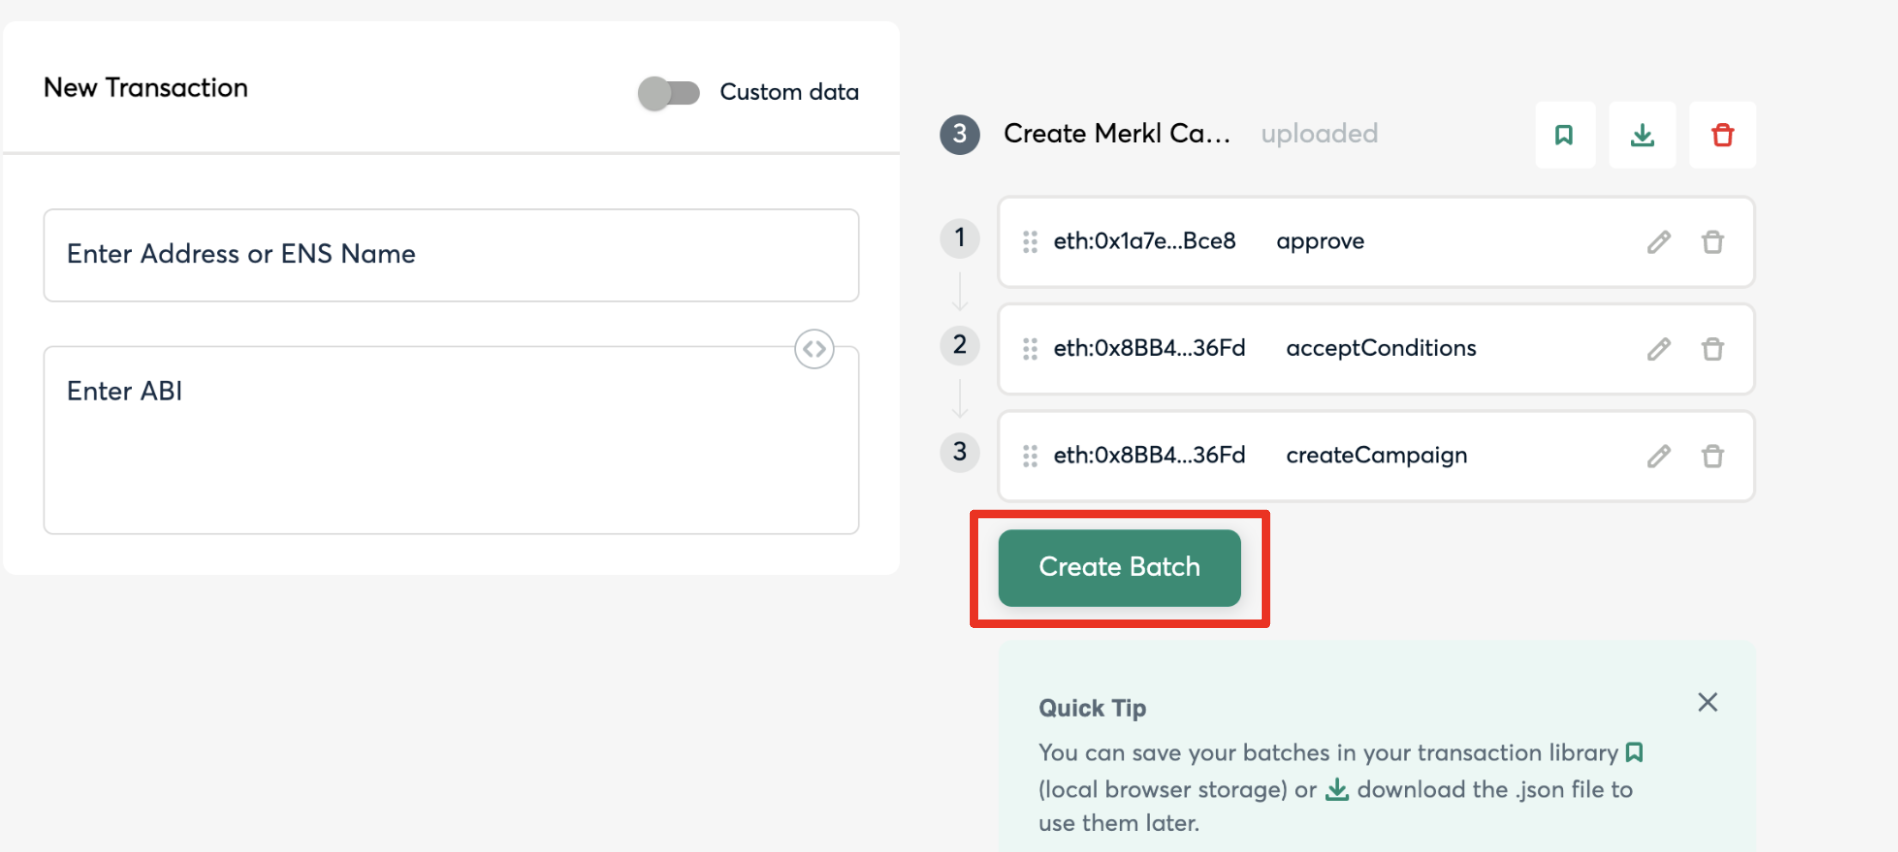 New Transaction
Custom data
Enter Address or ENS Name
Enter ABI
3 Create Merkl Ca... uploaded
1 eth:0x1a7e...Bce8 approve
2 eth:0x8BB4...36Fd acceptConditions
3 eth:0x8BB4...36Fd createCampaign
Create Batch
Quick Tip
You can save your batches in your transaction library
(local browser storage) or download the .json file to
use them later.